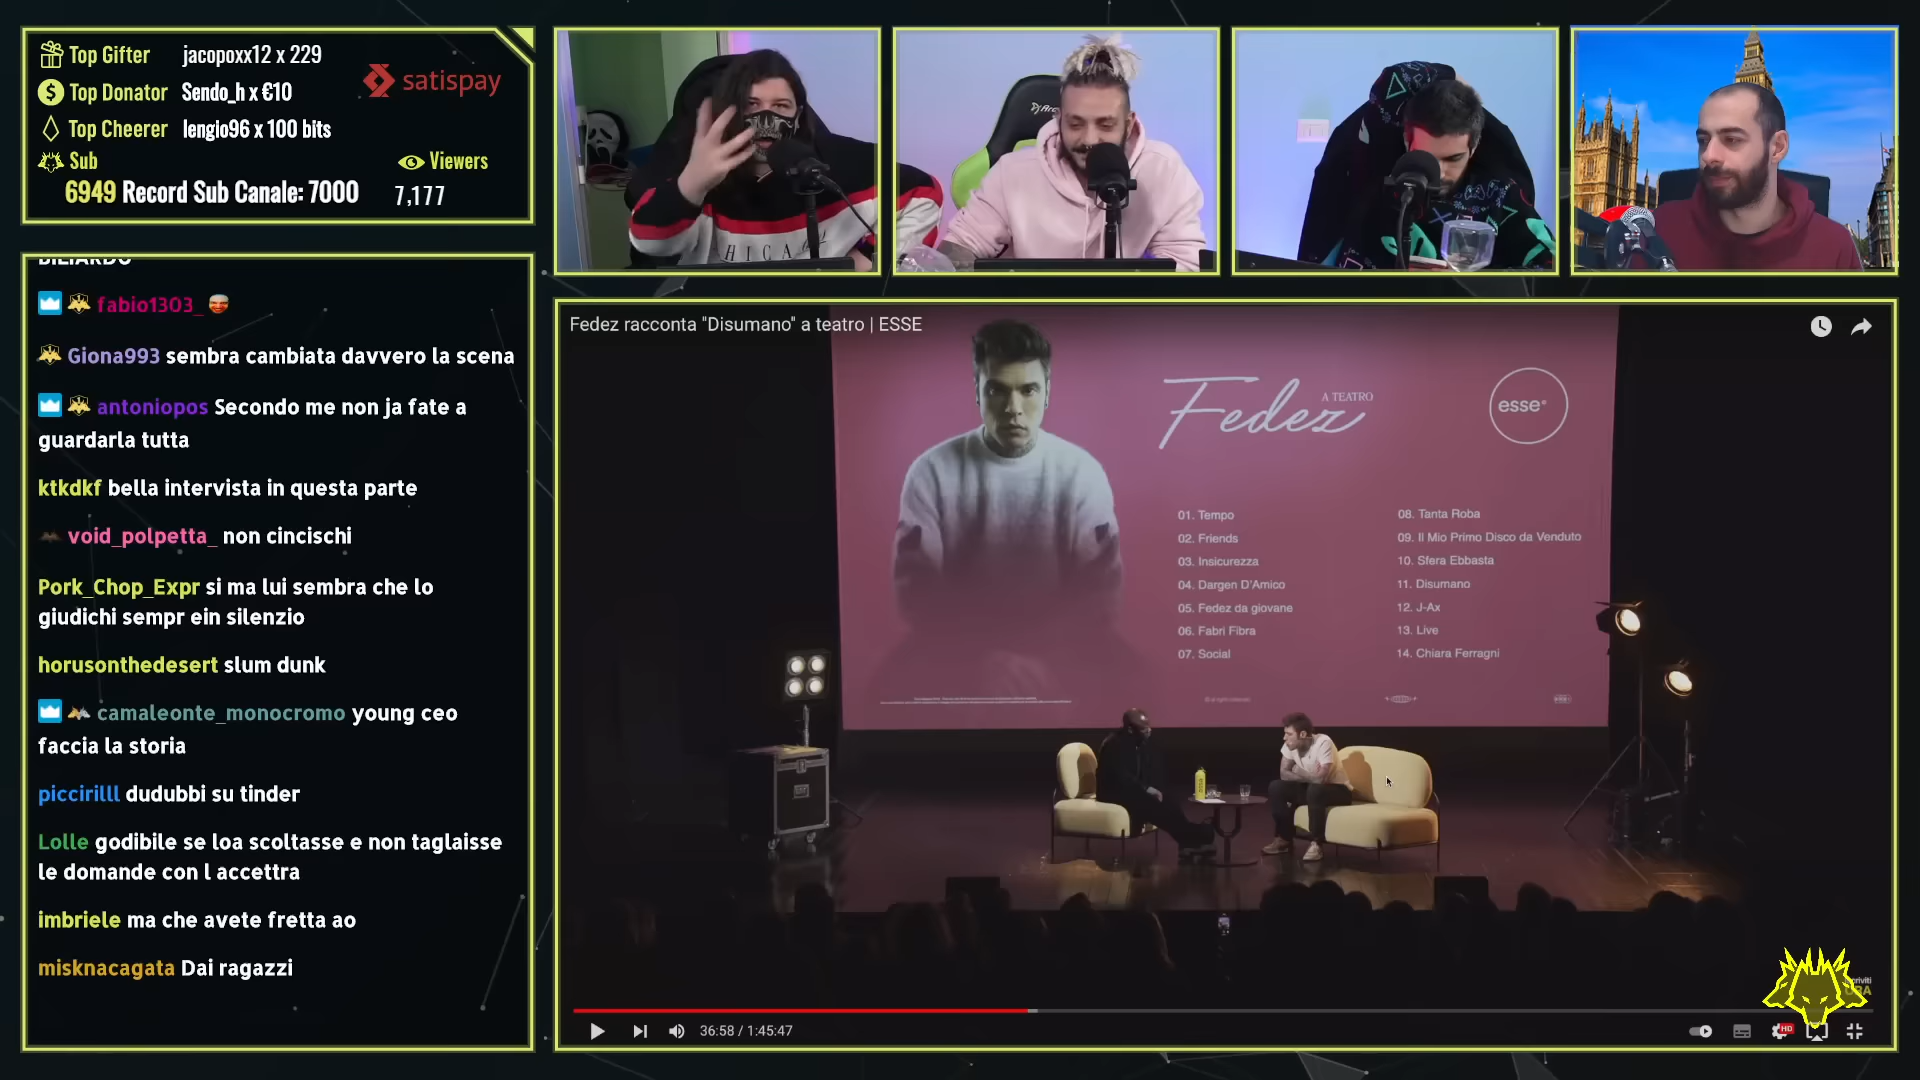 Top Gifter jacopoxx12 x 229
satispay
Top Donator Sendo_h x €10
Top Cheerer lengio96 x 100 bits
Sub
Viewers
6949 Record Sub Canale: 7000
7,177
BILIARDO
fabio1303_
Giona993 sembra cambiata davvero la scena
antoniopos Secondo me non ja fate a
guardarla tutta
ktkdkf bella intervista in questa parte
void_polpetta_ non cincischi
Pork_Chop_Expr si ma lui sembra che lo
giudichi sempr ein silenzio
horusonthedesert slum dunk
camaleonte_monocromo young ceo
faccia la storia
piccirilll dudubbi su tinder
Lolle godibile se loa scoltasse e non taglaisse
le domande con l accettra
imbriele ma che avete fretta ao
misknacagata Dai ragazzi
Fedez racconta "Disumano" a teatro | ESSE
Fedez
A TEATRO
esse
01. Tempo
02. Friends
03. Insicurezza
04. Dargen D'Amico
05. Fedez da giovane
06. Fabri Fibra
07. Social
08. Tanta Roba
09. Il Mio Primo Disco da Venduto
10. Sfera Ebbasta
11. Disumano
12. J-Ax
13. Live
14. Chiara Ferragni
36:58 / 1:45:47
HD